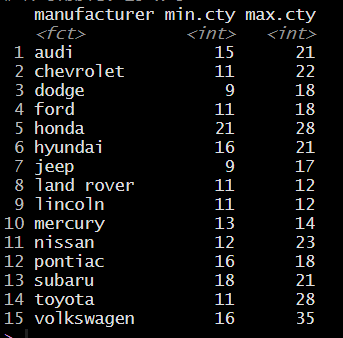 manufacturer min.cty max.cty
<fct> <int> <int>
1 audi 15 21
2 chevrolet 11 22
3 dodge 9 18
4 ford 11 18
5 honda 21 28
6 hyundai 16 21
7 jeep 9 17
8 land rover 11 12
9 lincoln 11 12
10 mercury 13 14
11 nissan 12 23
12 pontiac 16 18
13 subaru 18 21
14 toyota 11 28
15 volkswagen 16 35
>